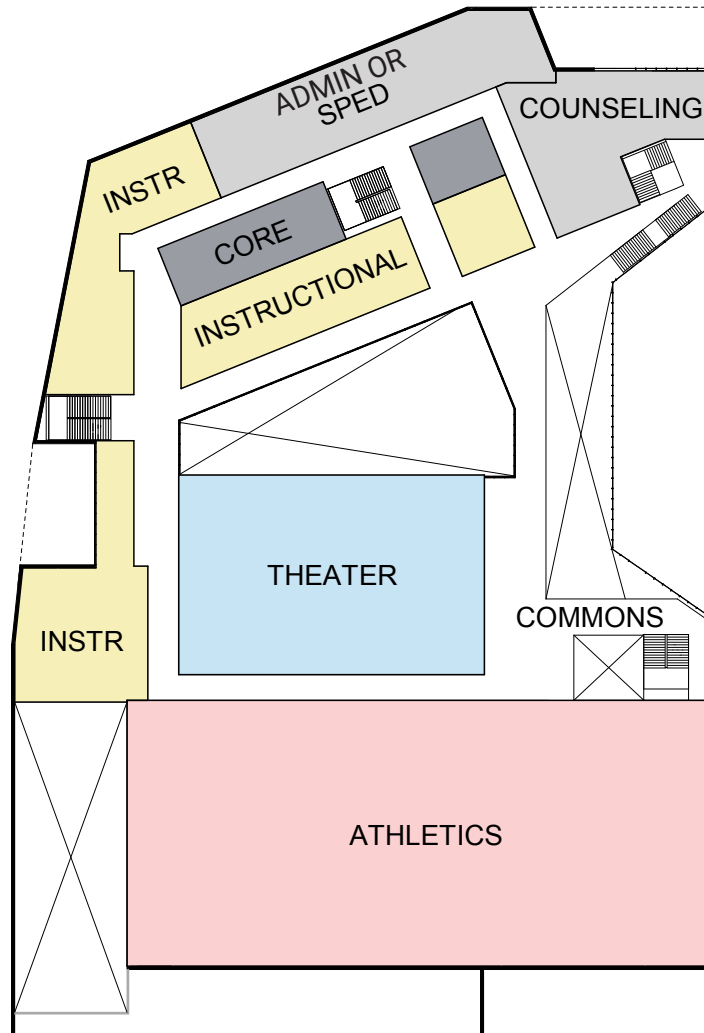 ADMIN OR
SPED
COUNSELING
INSTR
CORE
INSTRUCTIONAL
THEATER
COMMONS
INSTR
ATHLETICS